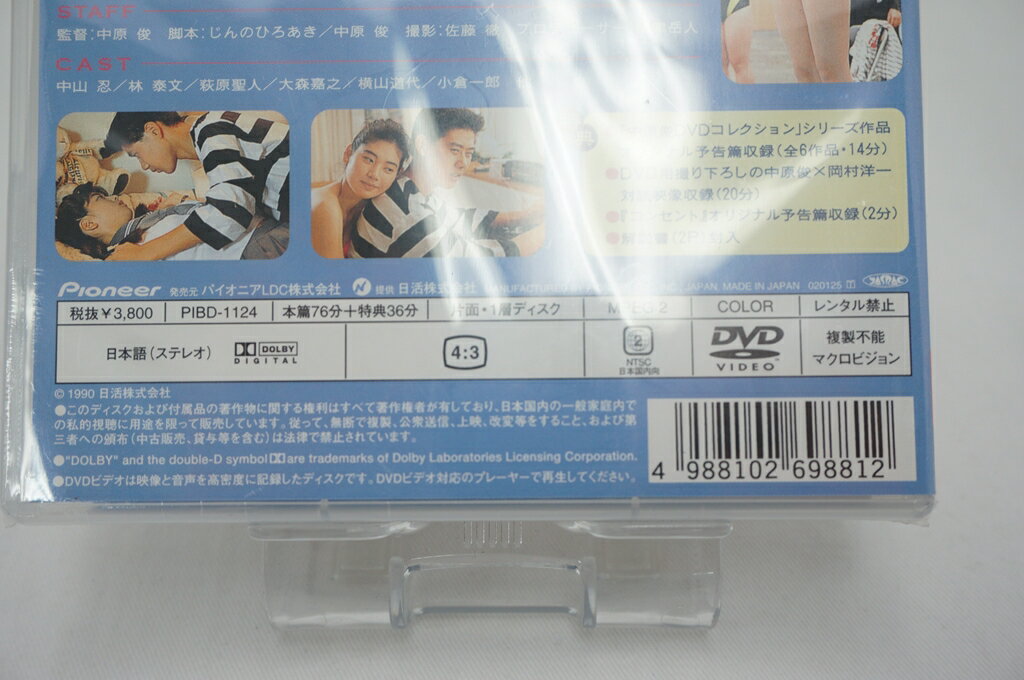 STAFF
監督:中原 俊 脚本:じんのひろあき/中原 俊 撮影:佐藤 徹 プロ サ 岳人
CAST
中山 忍/林 泰文/萩原聖人/大森嘉之/横山道代/小倉一郎 他
DVDコレクション」シリーズ作品
ル予告篇収録(全6作品・14分)
●DVD用撮り下ろしの中原俊×岡村洋一
対談映像収録(20分)
●『コンセント』オリジナル予告篇収録(2分)
●解説書(2P)封入
Pioneer 発売元 パイオニアLDC株式会社 提供 日活株式会社 MANUFACTURED BY INC., JAPAN. MADE IN JAPAN 020125
税抜¥3,800 PIBD-1124 本篇76分+特典36分 片面・1層ディスク MPEG 2 COLOR レンタル禁止
日本語(ステレオ) DOLBY DIGITAL 4:3 2 NTSC 日本国内向 DVD VIDEO 複製不能 マクロビジョン
© 1990 日活株式会社
●このディスクおよび付属品の著作物に関する権利はすべて著作権者が有しており、日本国内の一般家庭内で
の私的視聴に用途を限って販売しています。従って、無断で複製、公衆送信、上映、改変等をすること、および第
三者への頒布(中古販売、貸与等を含む)は法律で禁止されています。
●"DOLBY" and the double-D symbol are trademarks of Dolby Laboratories Licensing Corporation.
●DVDビデオは映像と音声を高密度に記録したディスクです。DVDビデオ対応のプレーヤーで再生してください。
4 988102 698812